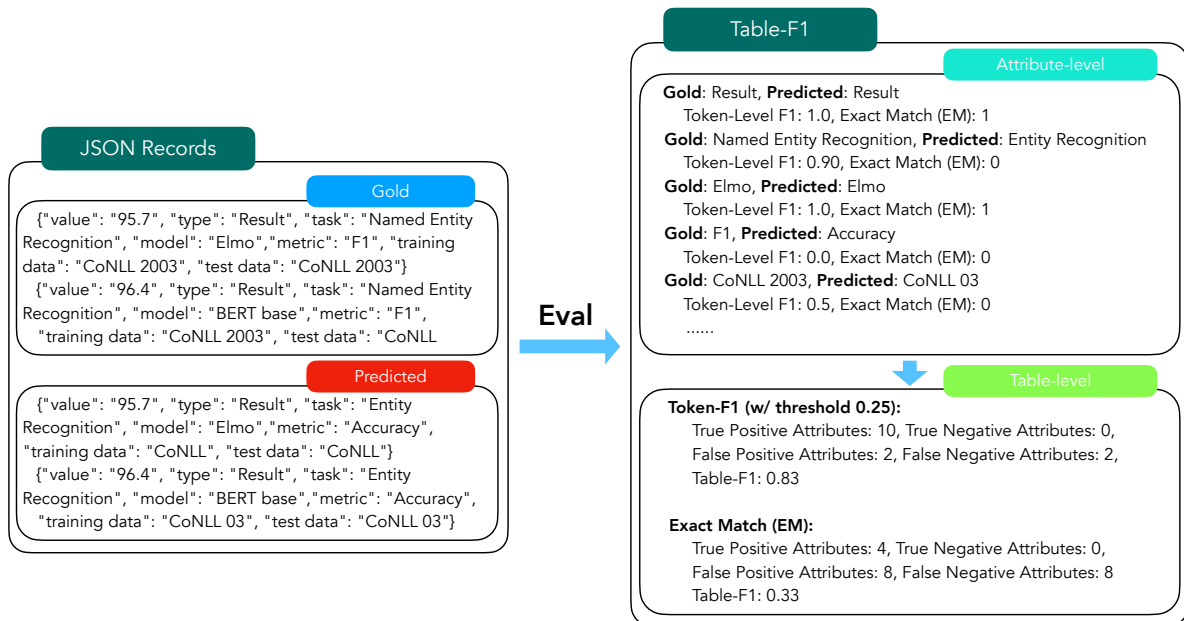 JSON Records
Gold
{"value": "95.7", "type": "Result", "task": "Named Entity
Recognition", "model": "Elmo","metric": "F1", "training
data": "CoNLL 2003", "test data": "CoNLL 2003"}
{"value": "96.4", "type": "Result", "task": "Named Entity
Recognition", "model": "BERT base","metric": "F1",
"training data": "CoNLL 2003", "test data": "CoNLL
Predicted
{"value": "95.7", "type": "Result", "task": "Entity
Recognition", "model": "Elmo","metric": "Accuracy",
"training data": "CoNLL", "test data": "CoNLL"}
{"value": "96.4", "type": "Result", "task": "Entity
Recognition", "model": "BERT base","metric": "Accuracy",
"training data": "CoNLL 03", "test data": "CoNLL 03"}
Eval
Table-F1
Attribute-level
Gold: Result, Predicted: Result
Token-Level F1: 1.0, Exact Match (EM): 1
Gold: Named Entity Recognition, Predicted: Entity Recognition
Token-Level F1: 0.90, Exact Match (EM): 0
Gold: Elmo, Predicted: Elmo
Token-Level F1: 1.0, Exact Match (EM): 1
Gold: F1, Predicted: Accuracy
Token-Level F1: 0.0, Exact Match (EM): 0
Gold: CoNLL 2003, Predicted: CoNLL 03
Token-Level F1: 0.5, Exact Match (EM): 0
......
Table-level
Token-F1 (w/ threshold 0.25):
True Positive Attributes: 10, True Negative Attributes: 0,
False Positive Attributes: 2, False Negative Attributes: 2,
Table-F1: 0.83
Exact Match (EM):
True Positive Attributes: 4, True Negative Attributes: 0,
False Positive Attributes: 8, False Negative Attributes: 8
Table-F1: 0.33